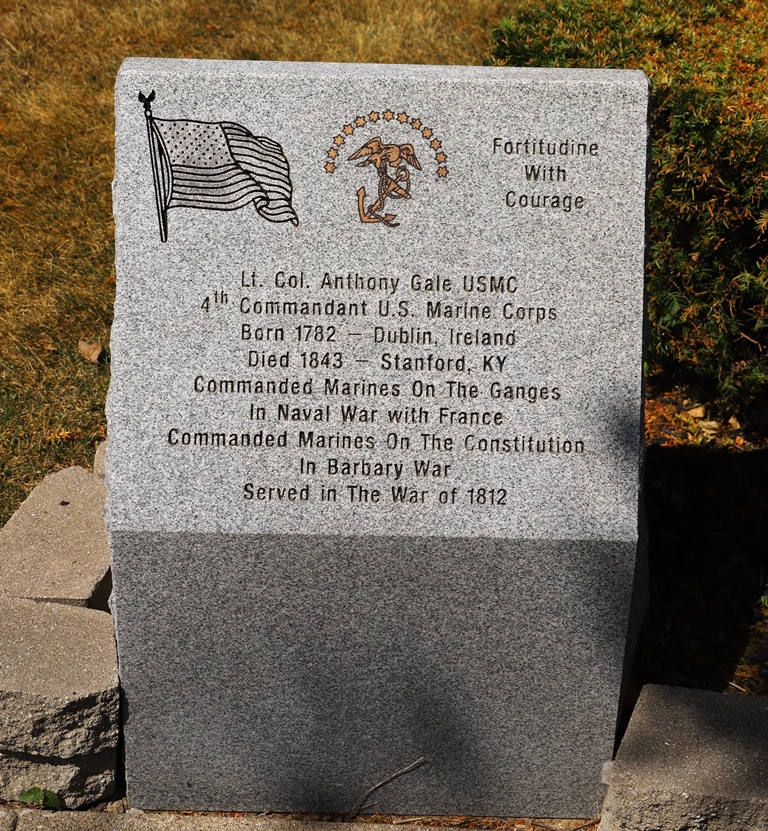 Fortitudine
With
Courage
Lt. Col. Anthony Gale USMC
4th Commandant U.S. Marine Corps
Born 1782 – Dublin, Ireland
Died 1843 – Stanford, KY
Commanded Marines On The Ganges
In Naval War with France
Commanded Marines On The Constitution
In Barbary War
Served in The War of 1812